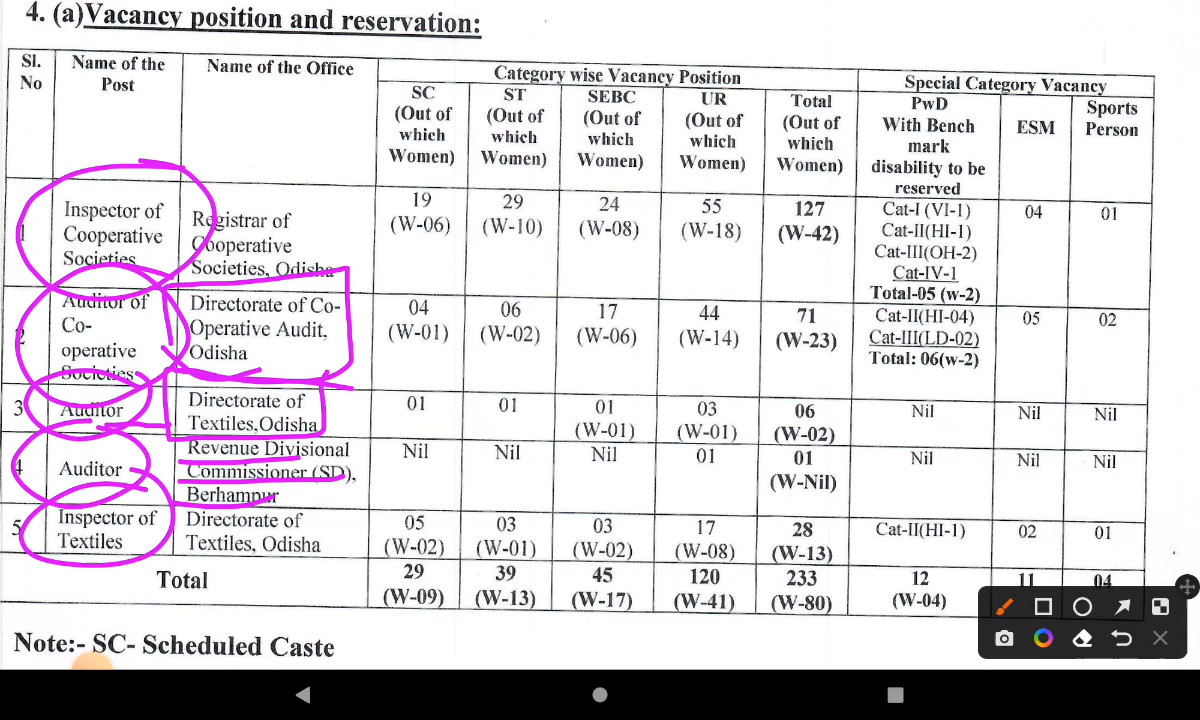 4. (a)Vacancy position and reservation:
Sl. No | Name of the Post | Name of the Office | Category wise Vacancy Position | Special Category Vacancy
SC (Out of which Women) | ST (Out of which Women) | SEBC (Out of which Women) | UR (Out of which Women) | Total (Out of which Women) | PwD With Bench mark disability to be reserved | ESM | Sports Person
1 | Inspector of Cooperative Societies | Registrar of Cooperative Societies, Odisha | 19 (W-06) | 29 (W-10) | 24 (W-08) | 55 (W-18) | 127 (W-42) | Cat-I (VI-1) Cat-II(HI-1) Cat-III(OH-2) Cat-IV-1 Total-05 (w-2) | 04 | 01
2 | Auditor of Co-operative Societies | Directorate of Co-Operative Audit, Odisha | 04 (W-01) | 06 (W-02) | 17 (W-06) | 44 (W-14) | 71 (W-23) | Cat-II(HI-04) Cat-III(LD-02) Total: 06(w-2) | 05 | 02
3 | Auditor | Directorate of Textiles,Odisha | 01 | 01 | 01 (W-01) | 03 (W-01) | 06 (W-02) | Nil | Nil | Nil
4 | Auditor | Revenue Divisional Commissioner (SD), Berhampur | Nil | Nil | Nil | 01 | 01 (W-Nil) | Nil | Nil | Nil
5 | Inspector of Textiles | Directorate of Textiles, Odisha | 05 (W-02) | 03 (W-01) | 03 (W-02) | 17 (W-08) | 28 (W-13) | Cat-II(HI-1) | 02 | 01
Total | 29 (W-09) | 39 (W-13) | 45 (W-17) | 120 (W-41) | 233 (W-80) | 12 (W-04) | 11 | 04
Note:- SC- Scheduled Caste